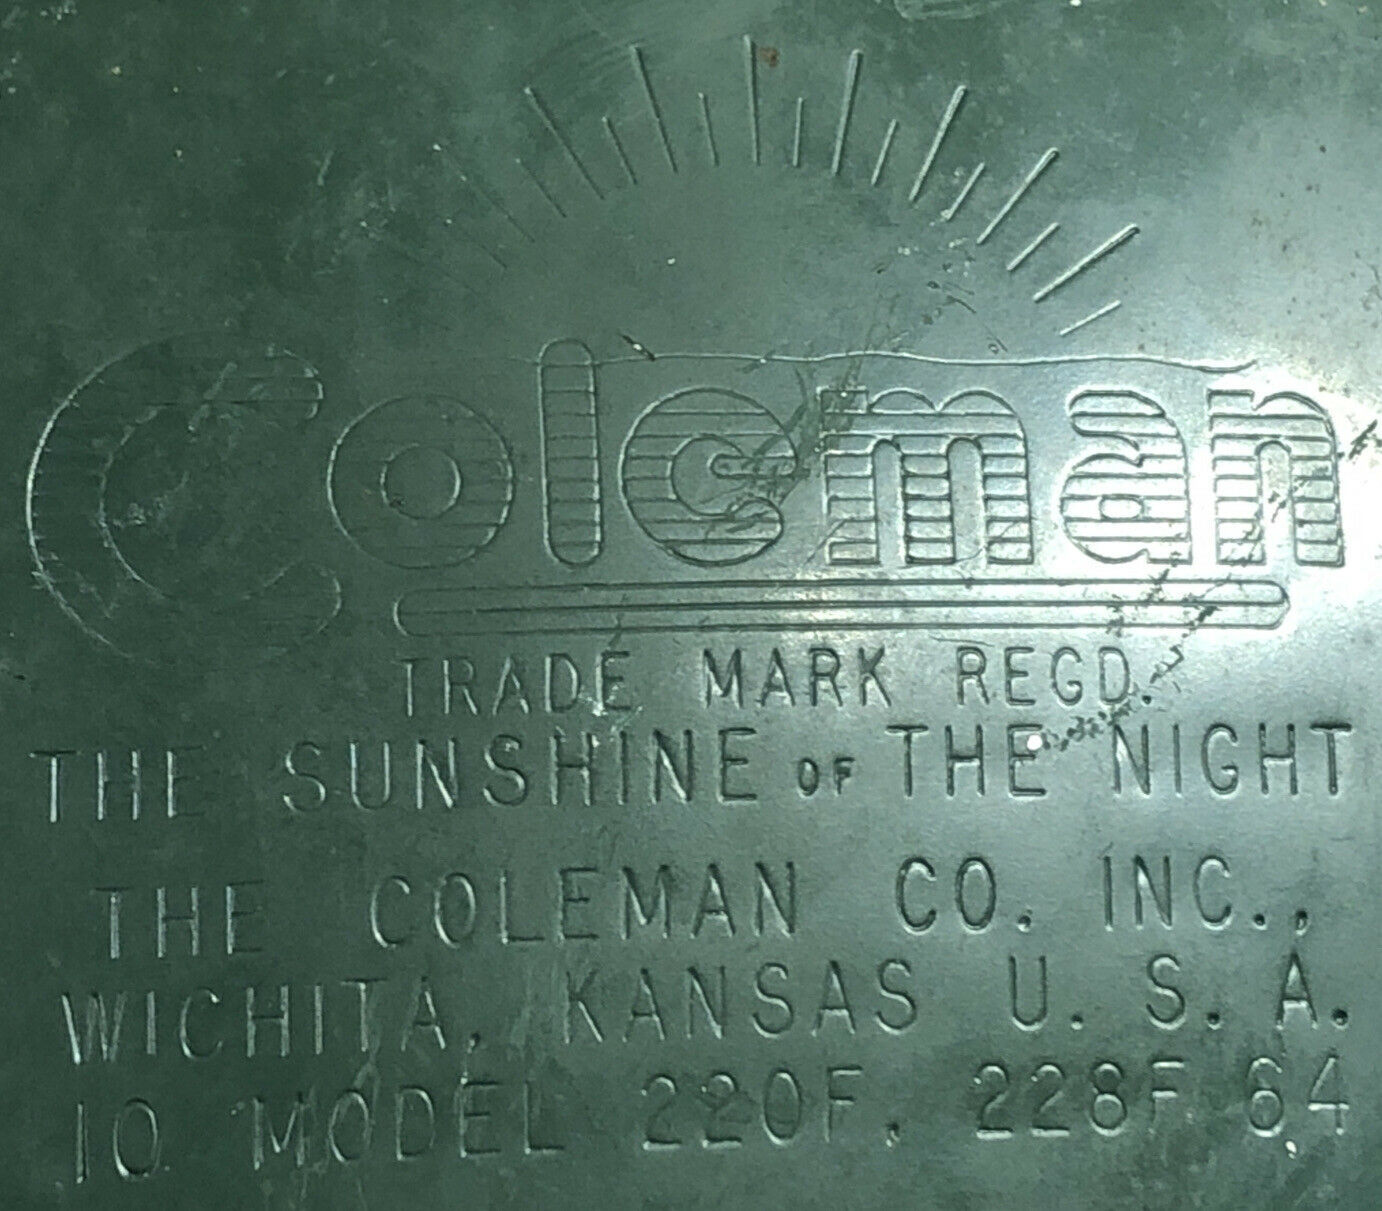 Coleman
TRADE MARK REGD.
THE SUNSHINE OF THE NIGHT
THE COLEMAN CO. INC.,
WICHITA, KANSAS U. S. A.
10 MODEL 220F, 228F 64